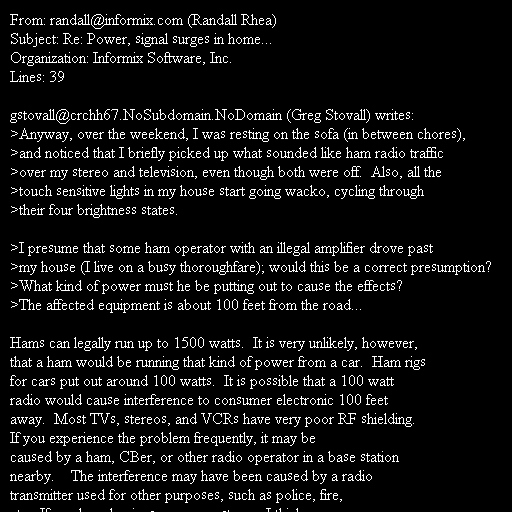 From: randall@informix.com (Randall Rhea)
Subject: Re: Power, signal surges in home...
Organization: Informix Software, Inc.
Lines: 39

gstovall@crchh67.NoSubdomain.NoDomain (Greg Stovall) writes:
>Anyway, over the weekend, I was resting on the sofa (in between chores),
>and noticed that I briefly picked up what sounded like ham radio traffic
>over my stereo and television, even though both were off.  Also, all the
>touch sensitive lights in my house start going wacko, cycling through
>their four brightness states.

>I presume that some ham operator with an illegal amplifier drove past
>my house (I live on a busy thoroughfare); would this be a correct presumption?
>What kind of power must he be putting out to cause the effects?
>The affected equipment is about 100 feet from the road...

Hams can legally run up to 1500 watts.  It is very unlikely, however,
that a ham would be running that kind of power from a car.  Ham rigs
for cars put out around 100 watts.  It is possible that a 100 watt
radio would cause interference to consumer electronic 100 feet
away.  Most TVs, stereos, and VCRs have very poor RF shielding.
If you experience the problem frequently, it may be
caused by a ham, CBer, or other radio operator in a base station
nearby.    The interference may have been caused by a radio
transmitter used for other purposes, such as police, fire,